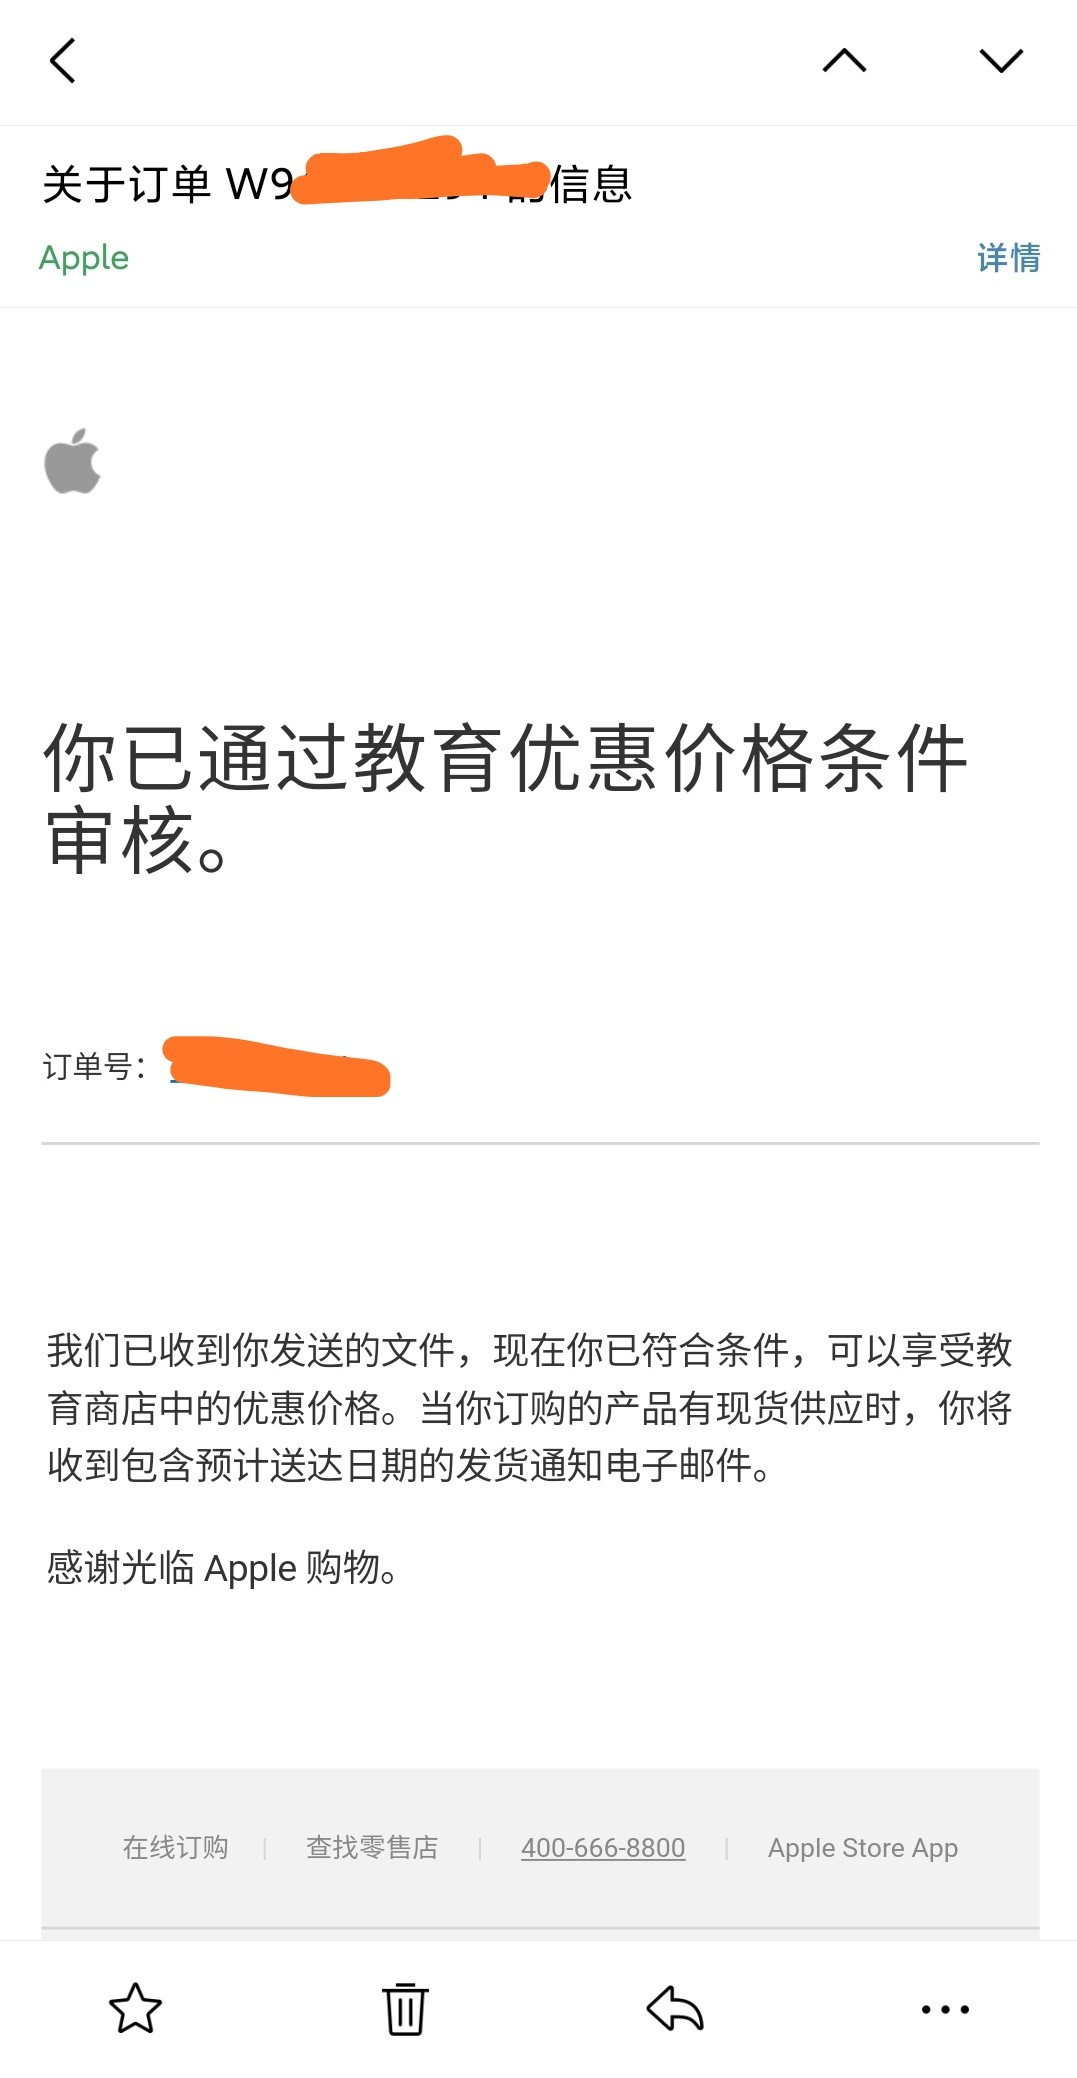 关于订单 W9 的信息
Apple
详情
你已通过教育优惠价格条件
审核。
订单号：
我们已收到你发送的文件，现在你已符合条件，可以享受教
育商店中的优惠价格。当你订购的产品有现货供应时，你将
收到包含预计送达日期的发货通知电子邮件。
感谢光临 Apple 购物。
在线订购 | 查找零售店 | 400-666-8800 | Apple Store App